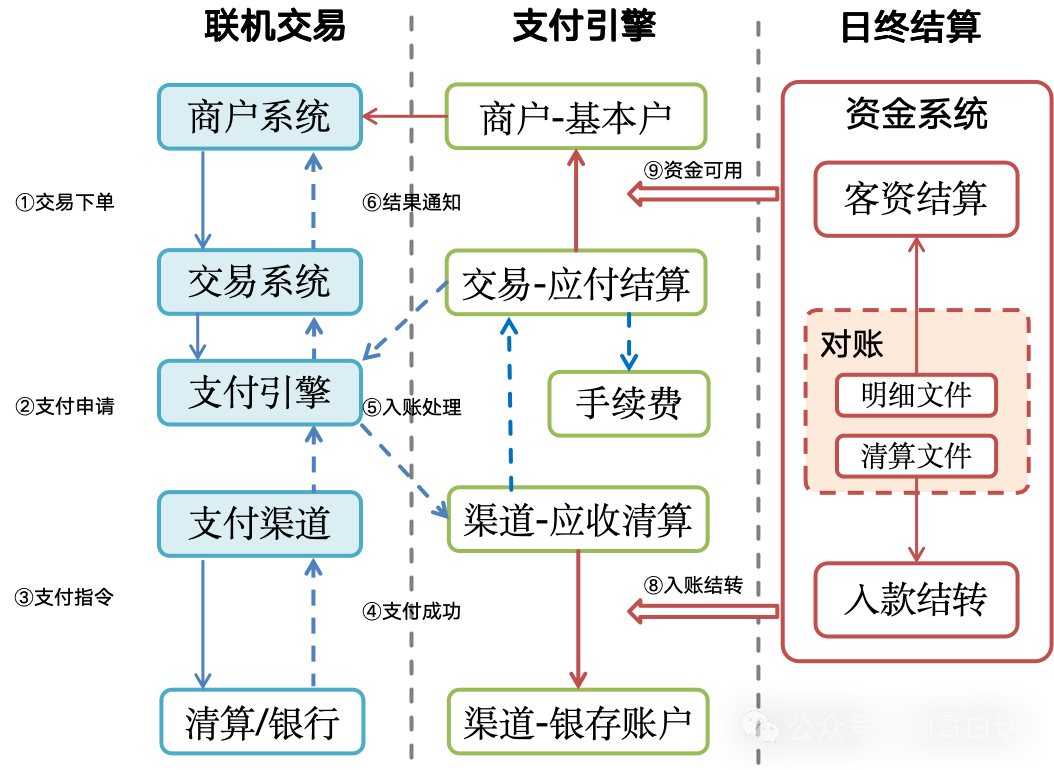 联机交易
支付引擎
日终结算
商户系统
商户-基本户
资金系统
⑨资金可用
客资结算
①交易下单
⑥结果通知
交易系统
交易-应付结算
对账
支付引擎
手续费
明细文件
②支付申请
⑤入账处理
清算文件
支付渠道
渠道-应收清算
③支付指令
④支付成功
⑧入账结转
入款结转
清算/银行
渠道-银存账户
公众号